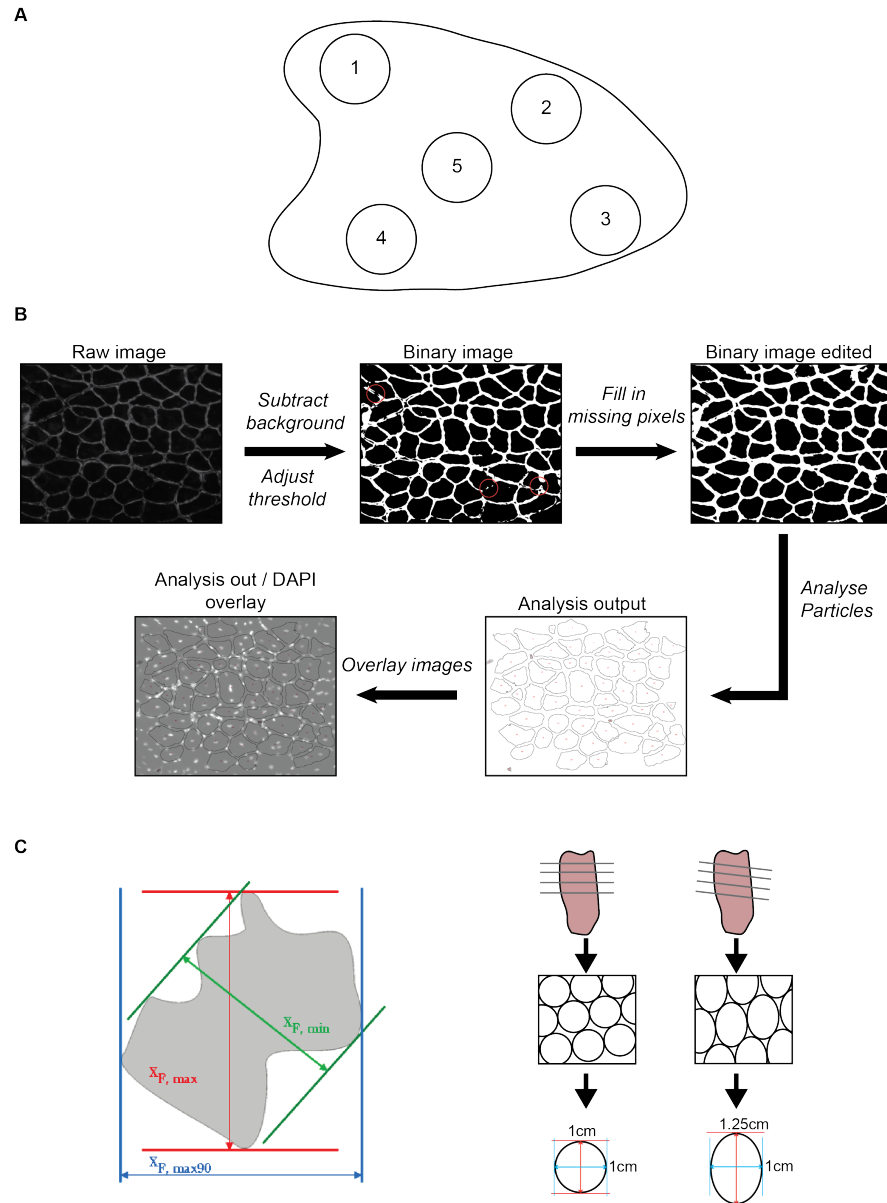 A
1
2
5
3
4
B
Raw image
Binary image
Binary image edited
Subtract
background
Adjust
threshold
Fill in
missing pixels
Analyse
Particles
Analysis out / DAPI
overlay
Analysis output
Overlay images
C
XF, min
XF, max
XF, max90
1cm
1cm
1.25cm
1cm